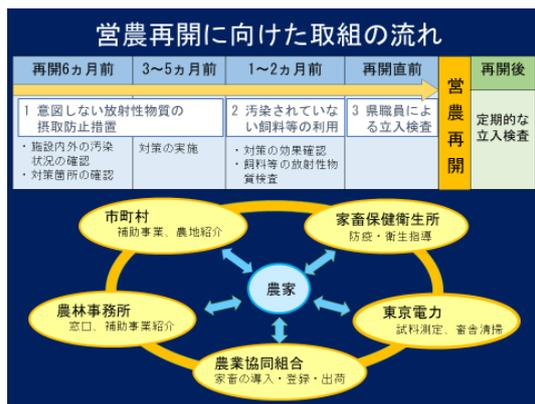 営農再開に向けた取組の流れ
再開6ヵ月前
3～5ヵ月前
1～2ヵ月前
再開直前
営農再開
再開後
1 意図しない放射性物質の
摂取防止措置
2 汚染されていな
い飼料等の利用
3 県職員によ
る立入検査
定期的な
立入検査
・施設内外の汚染
状況の確認
・対策箇所の確認
対策の実施
・対策の効果確認
・飼料等の放射性物
質検査
市町村
補助事業、農地紹介
家畜保健衛生所
防疫・衛生指導
農家
農林事務所
窓口、補助事業紹介
東京電力
試料測定、畜舎清掃
農業協同組合
家畜の導入・登録・出荷